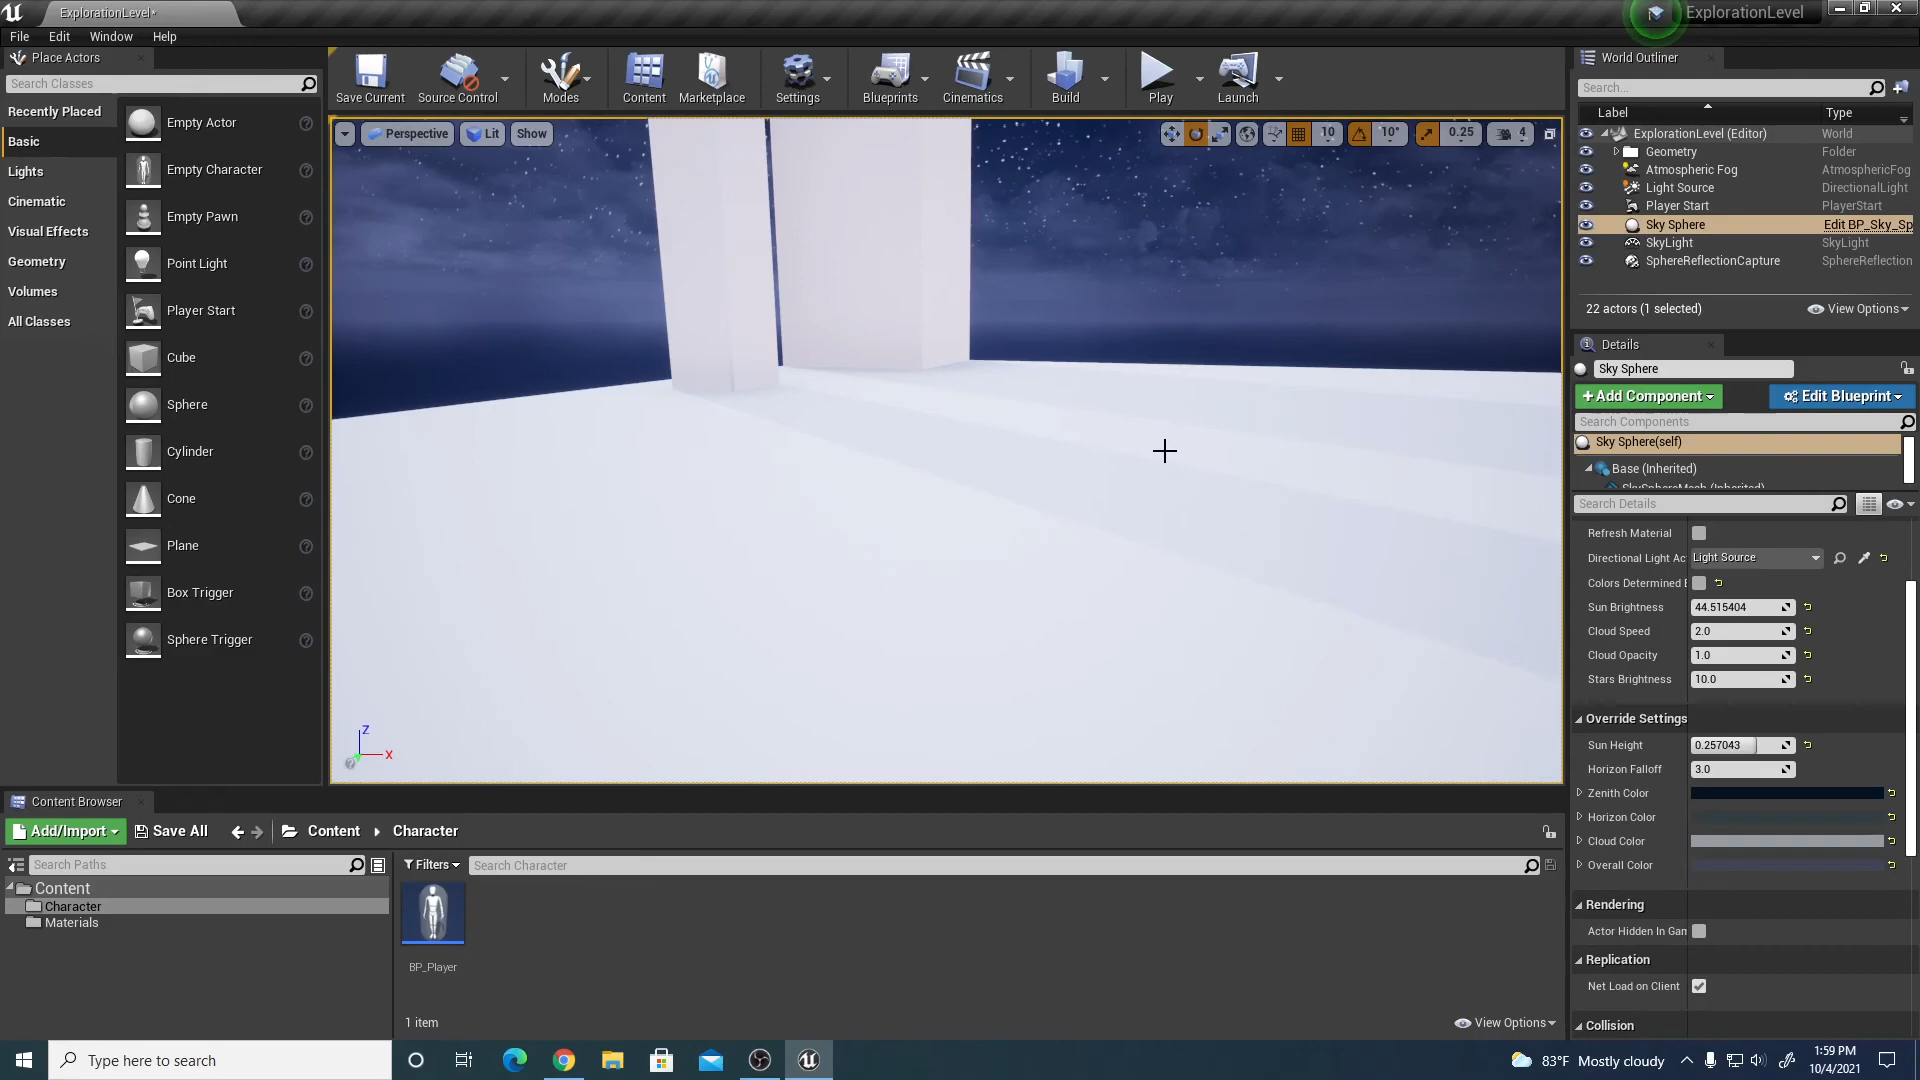 ExplorationLevel*
ExplorationLevel
File Edit Window Help
Place Actors
Search Classes
Recently Placed
Basic
Lights
Cinematic
Visual Effects
Geometry
Volumes
All Classes
Empty Actor
Empty Character
Empty Pawn
Point Light
Player Start
Cube
Sphere
Cylinder
Cone
Plane
Box Trigger
Sphere Trigger
Save Current
Source Control
Modes
Content
Marketplace
Settings
Blueprints
Cinematics
Build
Play
Launch
Perspective Lit Show
10 10° 0.25 4
Z
X
World Outliner
Search...
Label Type
ExplorationLevel (Editor) World
Geometry Folder
Atmospheric Fog AtmosphericFog
Light Source DirectionalLight
Player Start PlayerStart
Sky Sphere Edit BP_Sky_Sp
SkyLight SkyLight
SphereReflectionCapture SphereReflection
22 actors (1 selected) View Options
Details
Sky Sphere
+Add Component Edit Blueprint
Search Components
Sky Sphere(self)
Base (Inherited)
SkySphereMesh (Inherited)
Search Details
Refresh Material
Directional Light Ac Light Source
Colors Determined B
Sun Brightness 44.515404
Cloud Speed 2.0
Cloud Opacity 1.0
Stars Brightness 10.0
Override Settings
Sun Height 0.257043
Horizon Falloff 3.0
Zenith Color
Horizon Color
Cloud Color
Overall Color
Rendering
Actor Hidden In Gam
Replication
Net Load on Client
Collision
Content Browser
Add/Import Save All Content Character
Search Paths
Filters Search Character
Content
Character
Materials
BP_Player
1 item View Options
Type here to search
83°F Mostly cloudy
1:59 PM
10/4/2021